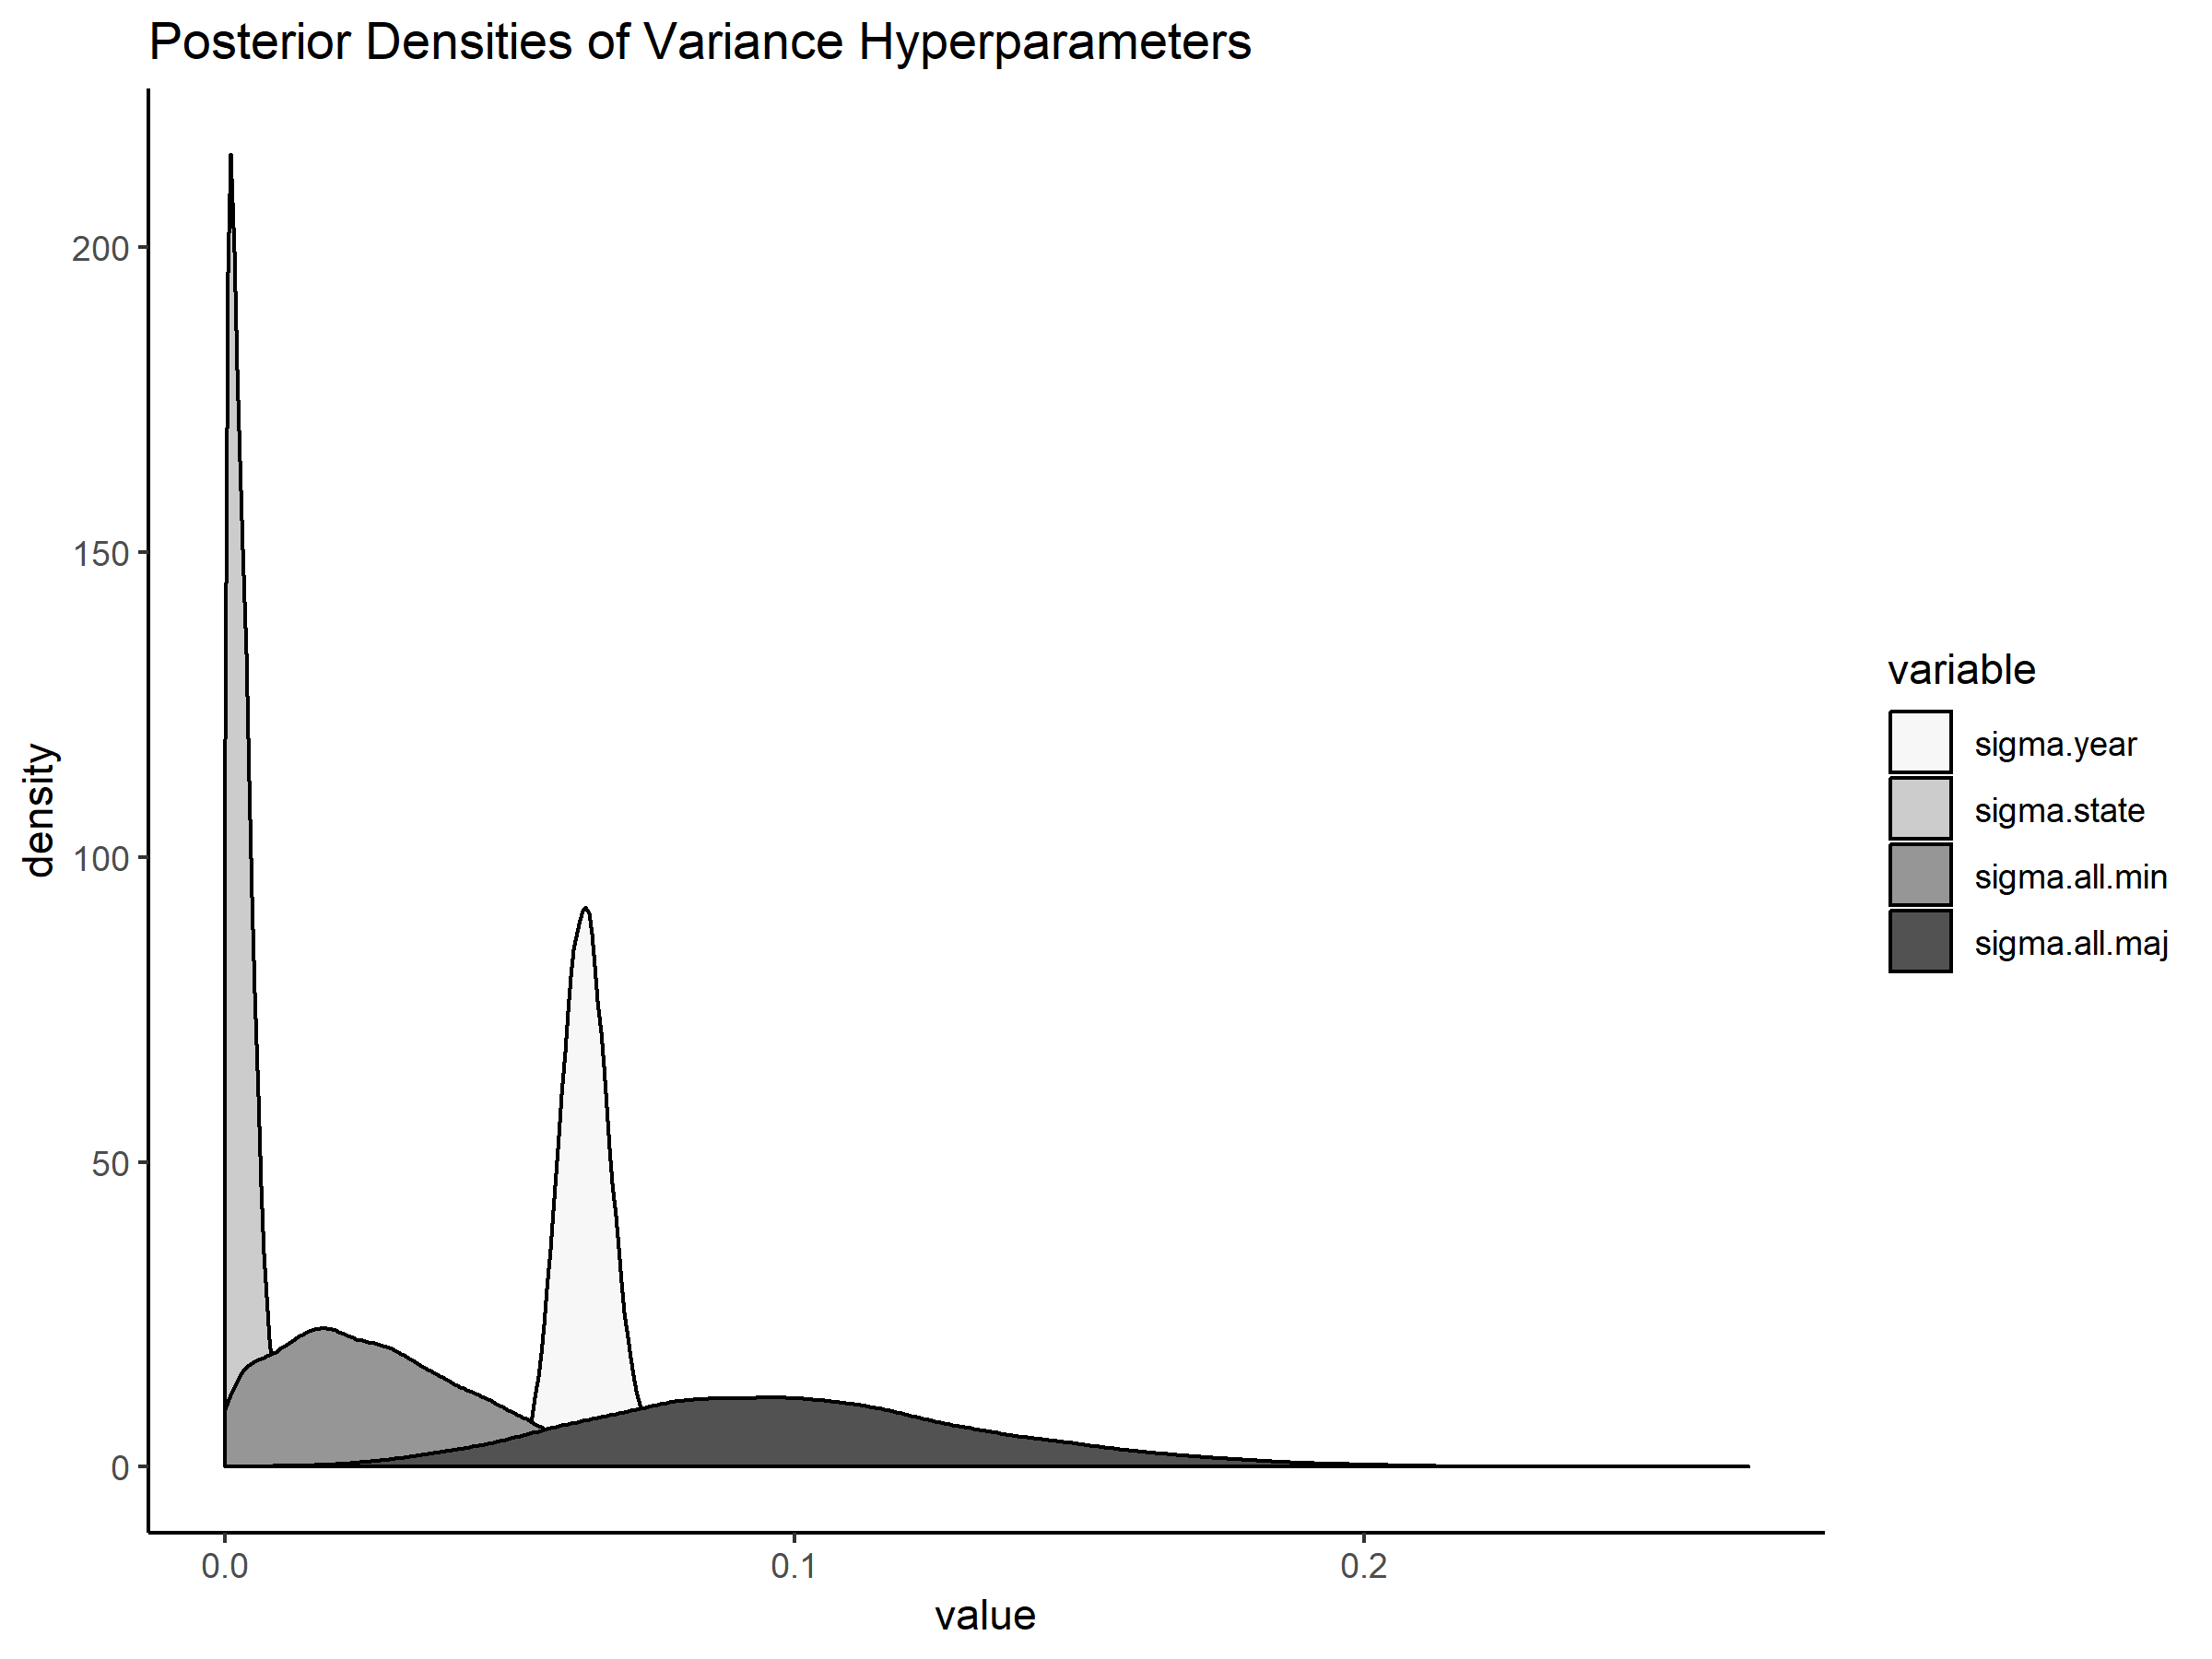 Posterior Densities of Variance Hyperparameters
density
200
150
100
50
0
0.0 0.1 0.2
value
variable
sigma.year
sigma.state
sigma.all.min
sigma.all.maj